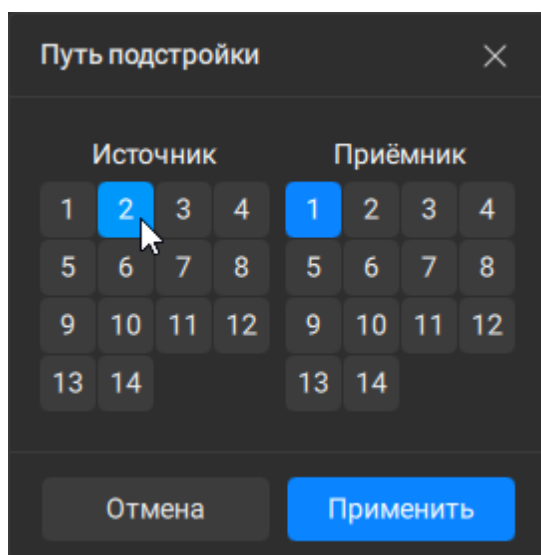 Путь подстройки
Источник Приёмник
1 2 3 4 1 2 3 4
5 6 7 8 5 6 7 8
9 10 11 12 9 10 11 12
13 14 13 14
Отмена Применить